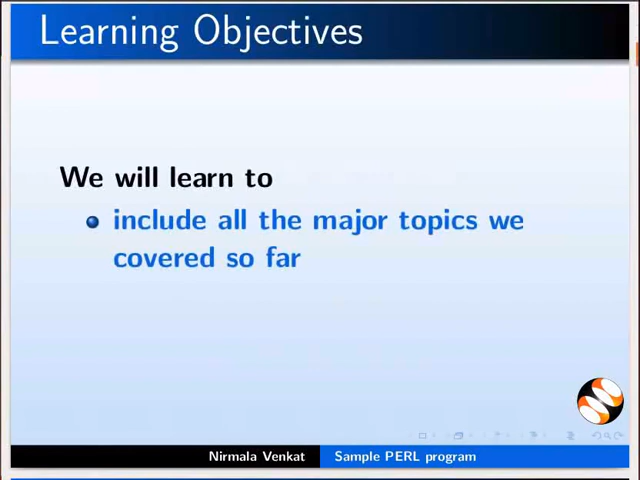 Learning Objectives
We will learn to
include all the major topics we
covered so far
Nirmala Venkat
Sample PERL program